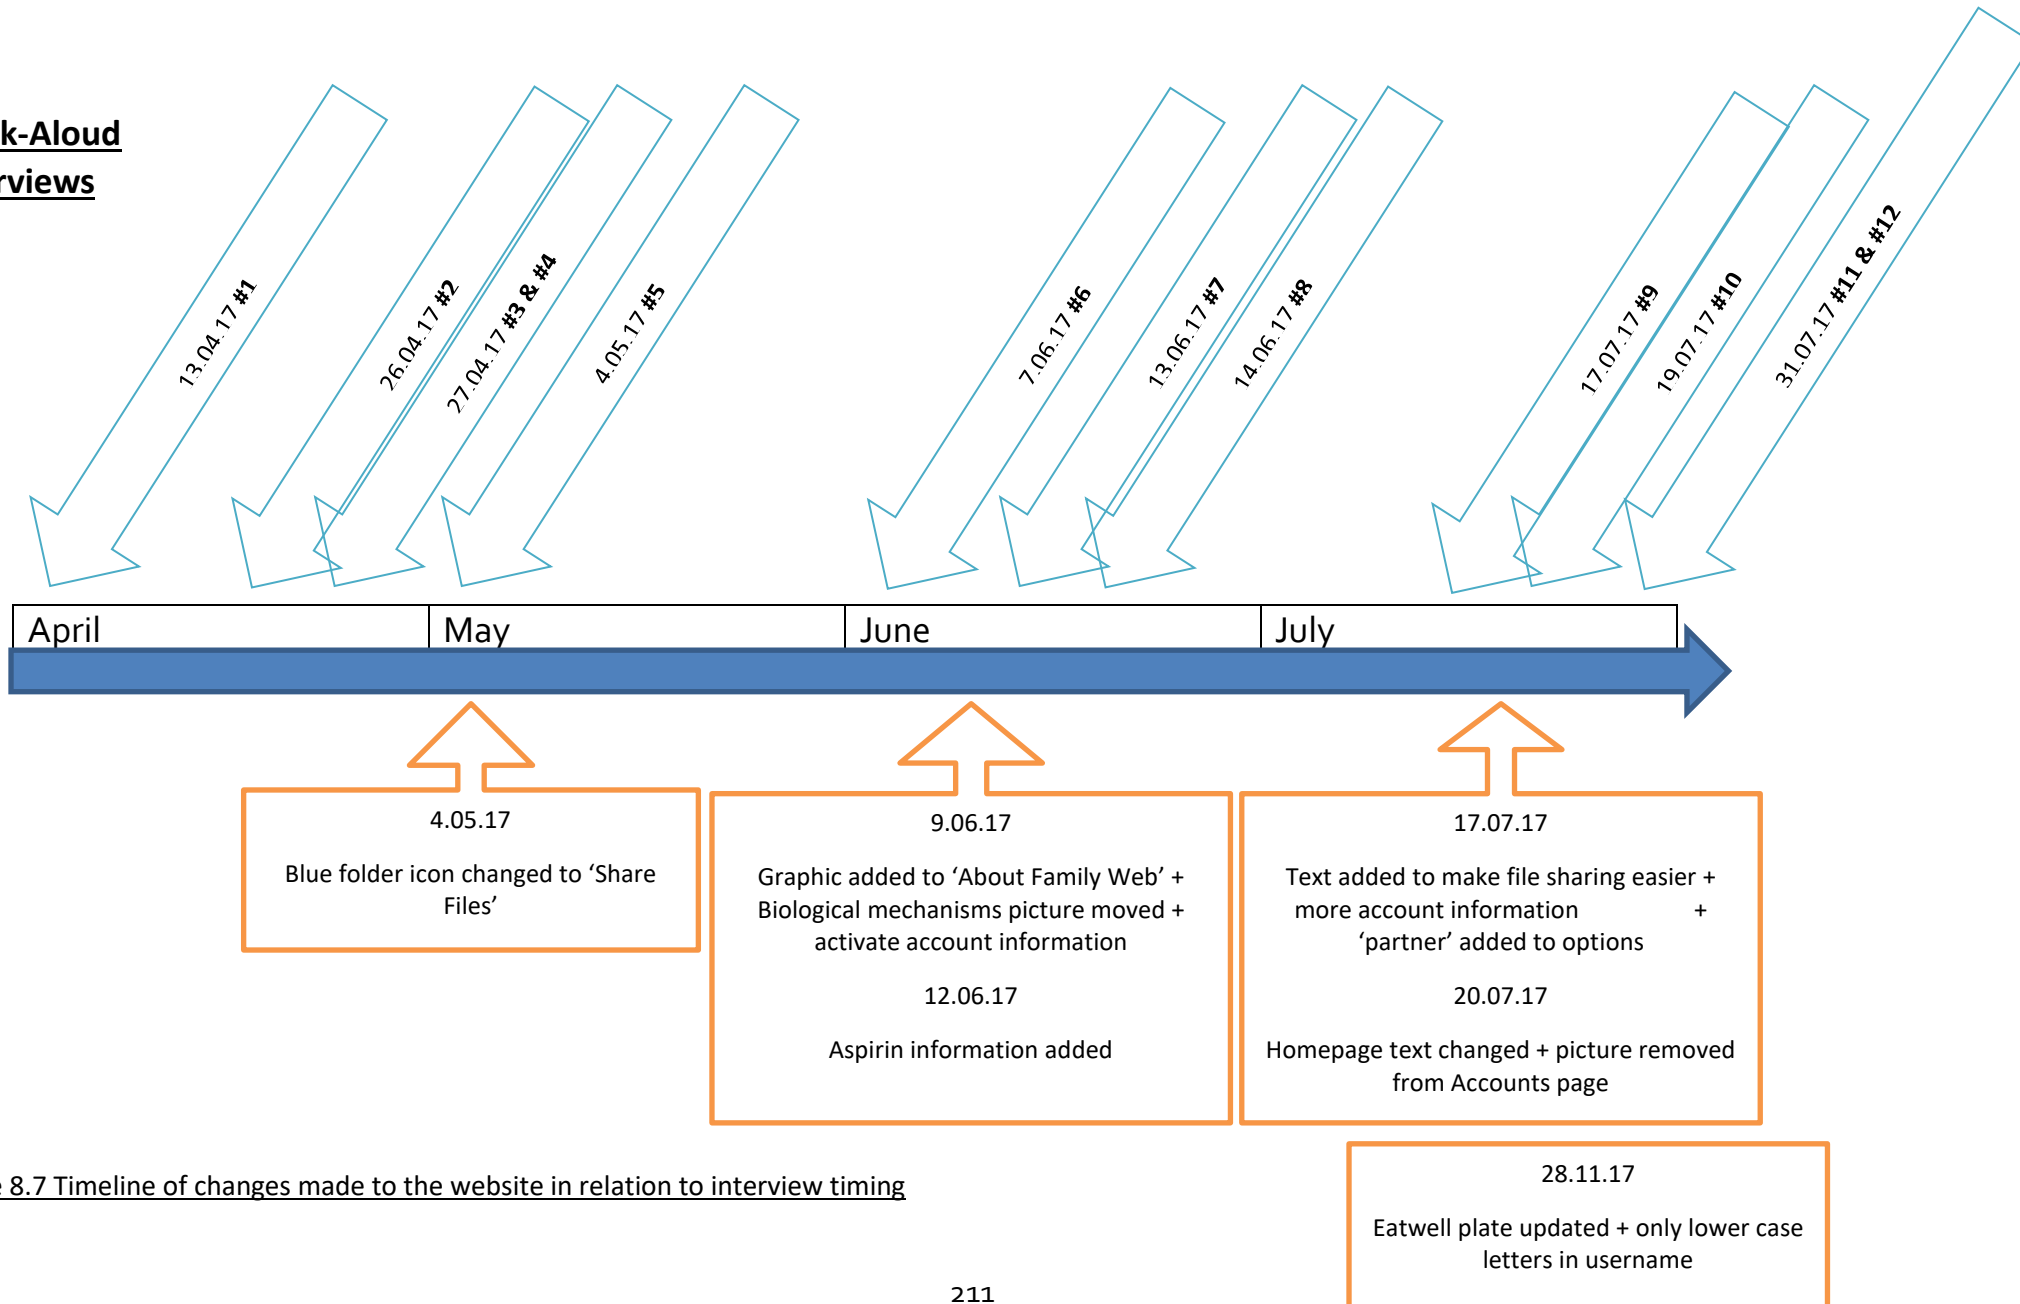 k-Aloud
rviews
13.04.17 #1
26.04.17 #2
27.04.17 #3 & #4
4.05.17 #5
7.06.17 #6
13.06.17 #7
14.06.17 #8
17.07.17 #9
19.07.17 #10
31.07.17 #11 & #12
April
May
June
July
4.05.17
Blue folder icon changed to ‘Share
Files’
9.06.17
Graphic added to ‘About Family Web’ +
Biological mechanisms picture moved +
activate account information
12.06.17
Aspirin information added
17.07.17
Text added to make file sharing easier +
more account information +
‘partner’ added to options
20.07.17
Homepage text changed + picture removed
from Accounts page
28.11.17
Eatwell plate updated + only lower case
letters in username
e 8.7 Timeline of changes made to the website in relation to interview timing
211